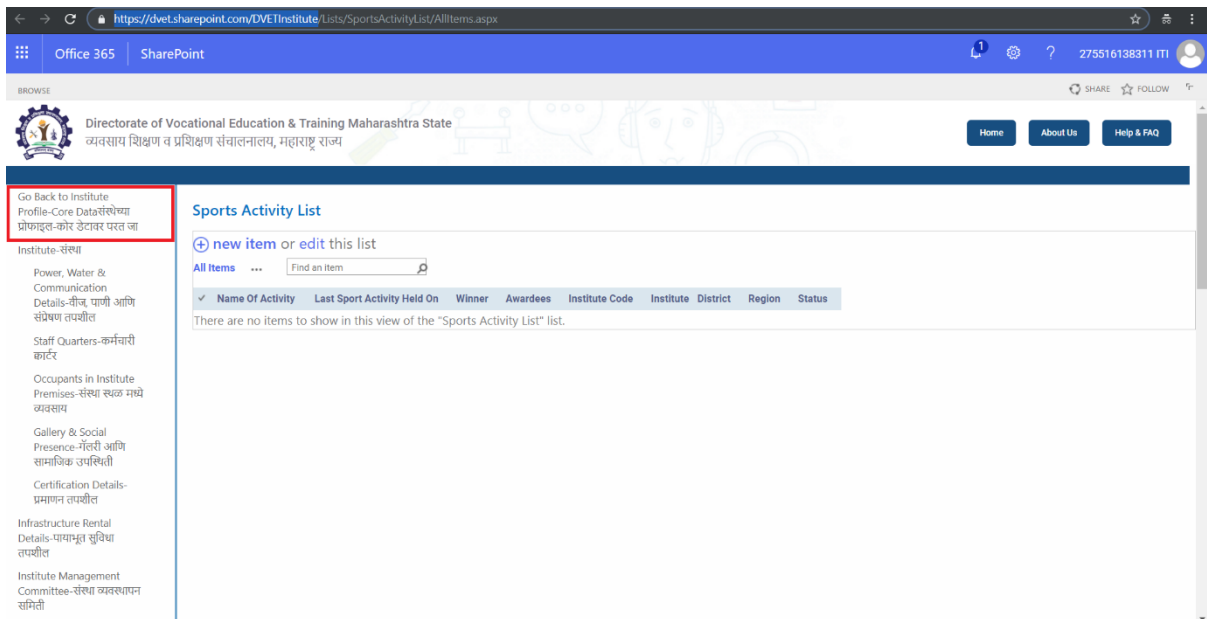 https://dvet.sharepoint.com/DVETInstitute/Lists/SportsActivityList/AllItems.aspx
Office 365 SharePoint
1
? 275516138311 ITI
BROWSE
SHARE FOLLOW
Directorate of Vocational Education & Training Maharashtra State
व्यवसाय शिक्षण व प्रशिक्षण संचालनालय, महाराष्ट्र राज्य
Home About Us Help & FAQ
Go Back to Institute
Profile-Core Dataसंस्थेच्या
प्रोफाइल-कोर डेटावर परत जा
Institute-संस्था
Power, Water &
Communication
Details-वीज, पाणी आणि
संप्रेषण तपशील
Staff Quarters-कर्मचारी
क्वार्टर
Occupants in Institute
Premises-संस्था स्थळ मध्ये
व्यवसाय
Gallery & Social
Presence-गॅलरी आणि
सामाजिक उपस्थिती
Certification Details-
प्रमाणन तपशील
Infrastructure Rental
Details-पायाभूत सुविधा
तपशील
Institute Management
Committee-संस्था व्यवस्थापन
समिती
Sports Activity List
new item or edit this list
All Items ... Find an item
Name Of Activity Last Sport Activity Held On Winner Awardees Institute Code Institute District Region Status
There are no items to show in this view of the "Sports Activity List" list.